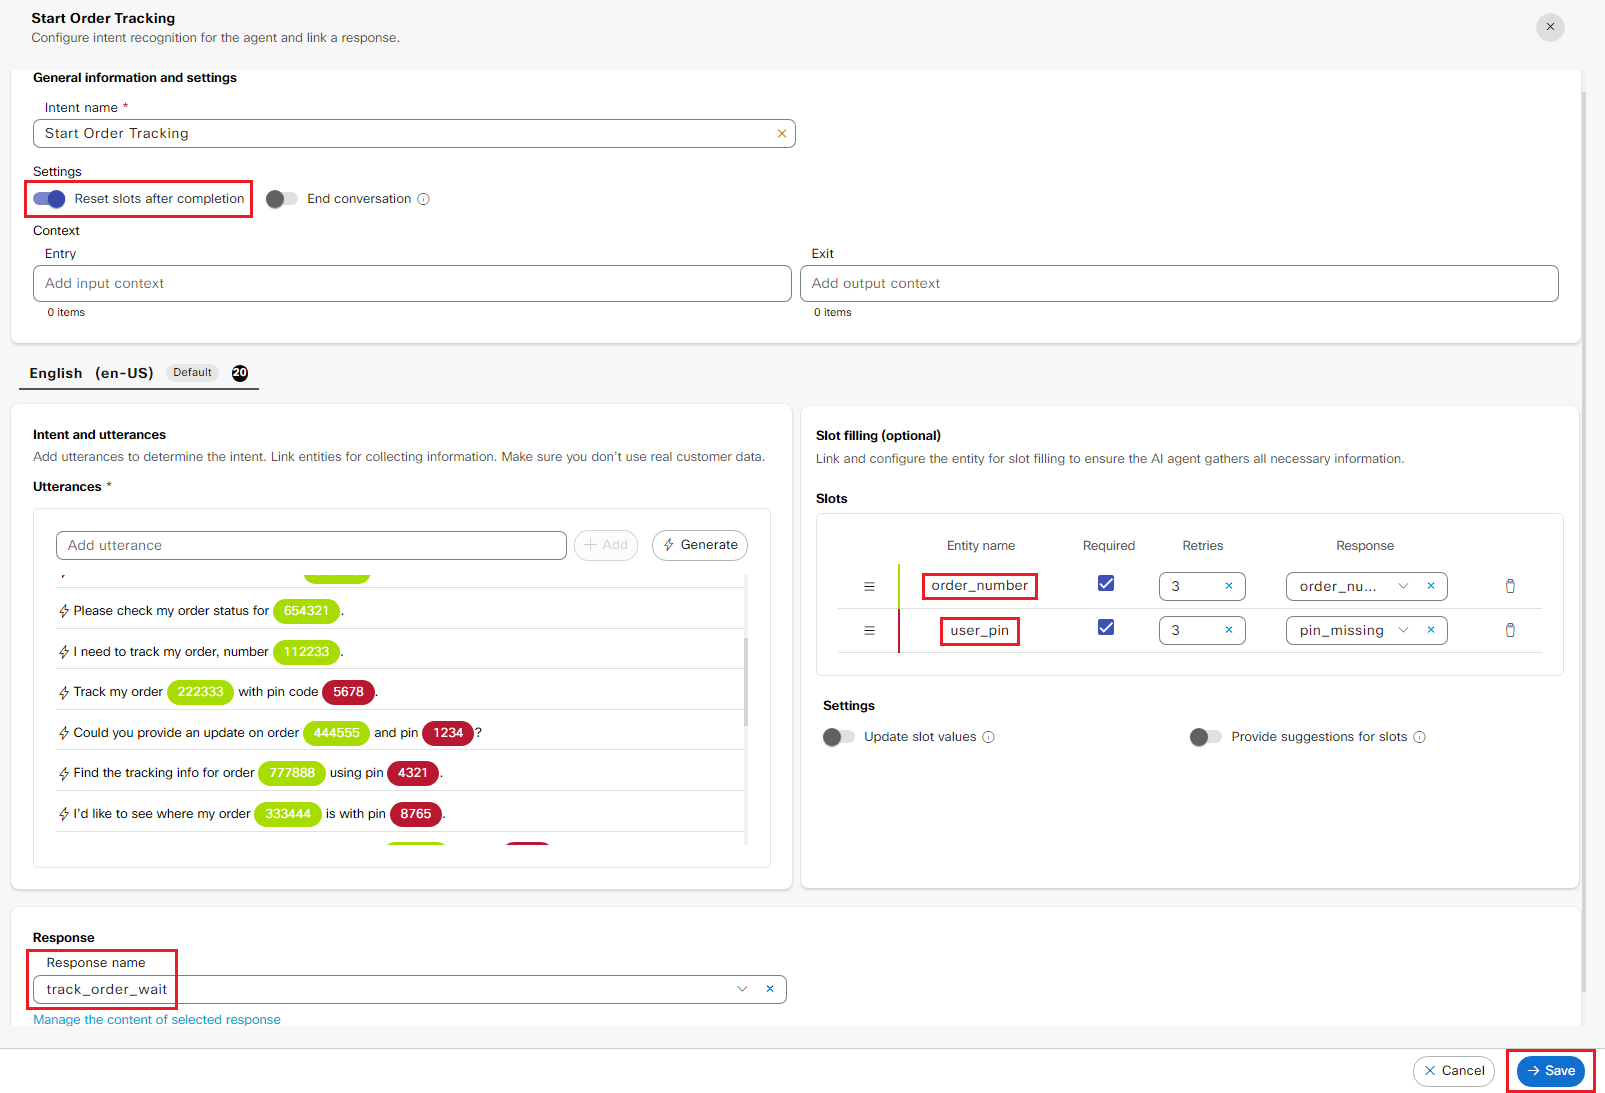 Start Order Tracking
Configure intent recognition for the agent and link a response.
General information and settings
Intent name *
Start Order Tracking
Settings
Reset slots after completion
End conversation
Context
Entry
Exit
Add input context
Add output context
0 items
0 items
English (en-US) Default 20
Intent and utterances
Add utterances to determine the intent. Link entities for collecting information. Make sure you don't use real customer data.
Utterances *
Add utterance
Add
Generate
Please check my order status for 654321 .
I need to track my order, number 112233 .
Track my order 222333 with pin code 5678 .
Could you provide an update on order 444555 and pin 1234 ?
Find the tracking info for order 777888 using pin 4321 .
I'd like to see where my order 333444 is with pin 8765 .
Slot filling (optional)
Link and configure the entity for slot filling to ensure the AI agent gathers all necessary information.
Slots
Entity name Required Retries Response
order_number 3 order_nu...
user_pin 3 pin_missing
Settings
Update slot values
Provide suggestions for slots
Response
Response name
track_order_wait
Manage the content of selected response
Cancel
Save